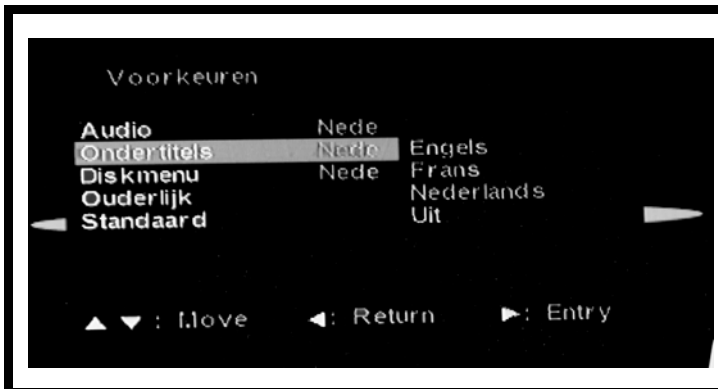 Voorkeuren
Audio Nede
Ondertitels Nede Engels
Diskmenu Nede Frans
Ouderlijk Nederlands
Standaard Uit
▲ ▼ : Move ◄: Return ►: Entry